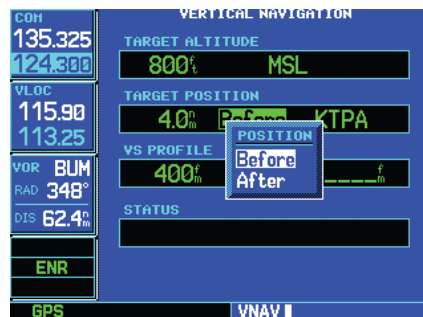 COM
135.325
124.300
VLOC
115.90
113.25
VOR BUM
RAD 348°
DIS 62.4nm
ENR
GPS
VERTICAL NAVIGATION
TARGET ALTITUDE
800ft MSL
TARGET POSITION
4.0nm Before KTPA
VS PROFILE
400fm ____fm
POSITION
Before
After
STATUS
VNAV